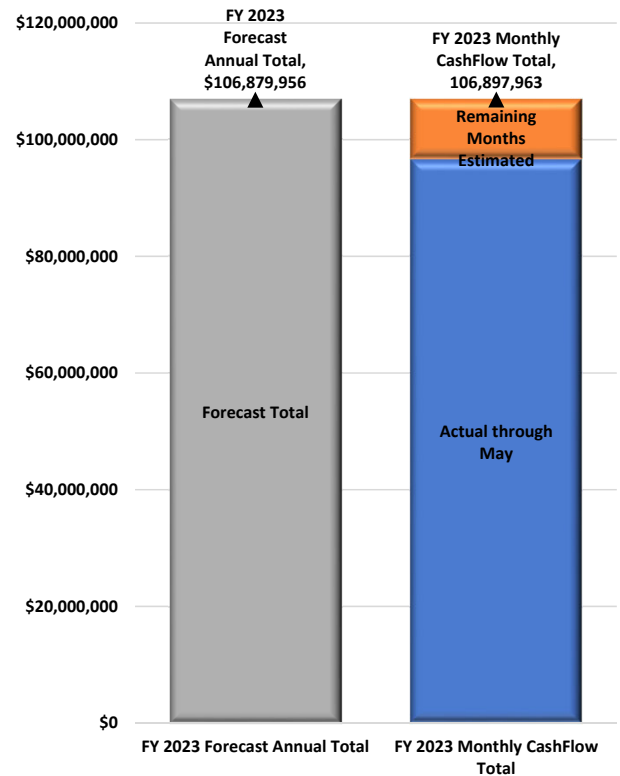 $120,000,000
$100,000,000
$80,000,000
$60,000,000
$40,000,000
$20,000,000
$0
FY 2023
Forecast
Annual Total,
$106,879,956
FY 2023 Monthly
CashFlow Total,
106,897,963
Remaining
Months
Estimated
Forecast Total
Actual through
May
FY 2023 Forecast Annual Total
FY 2023 Monthly CashFlow
Total